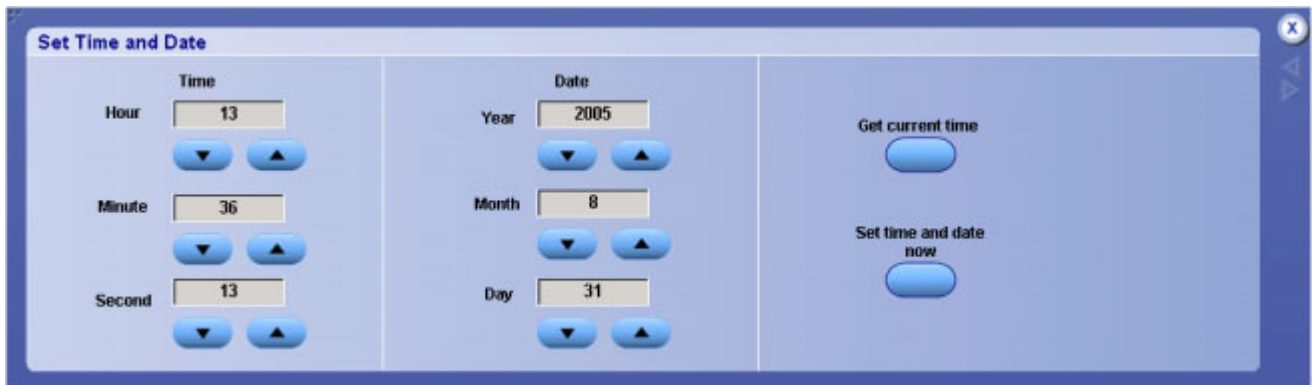 Set Time and Date
X
Time
Hour
13
Minute
36
Second
13
Date
Year
2005
Month
8
Day
31
Get current time
Set time and date
now